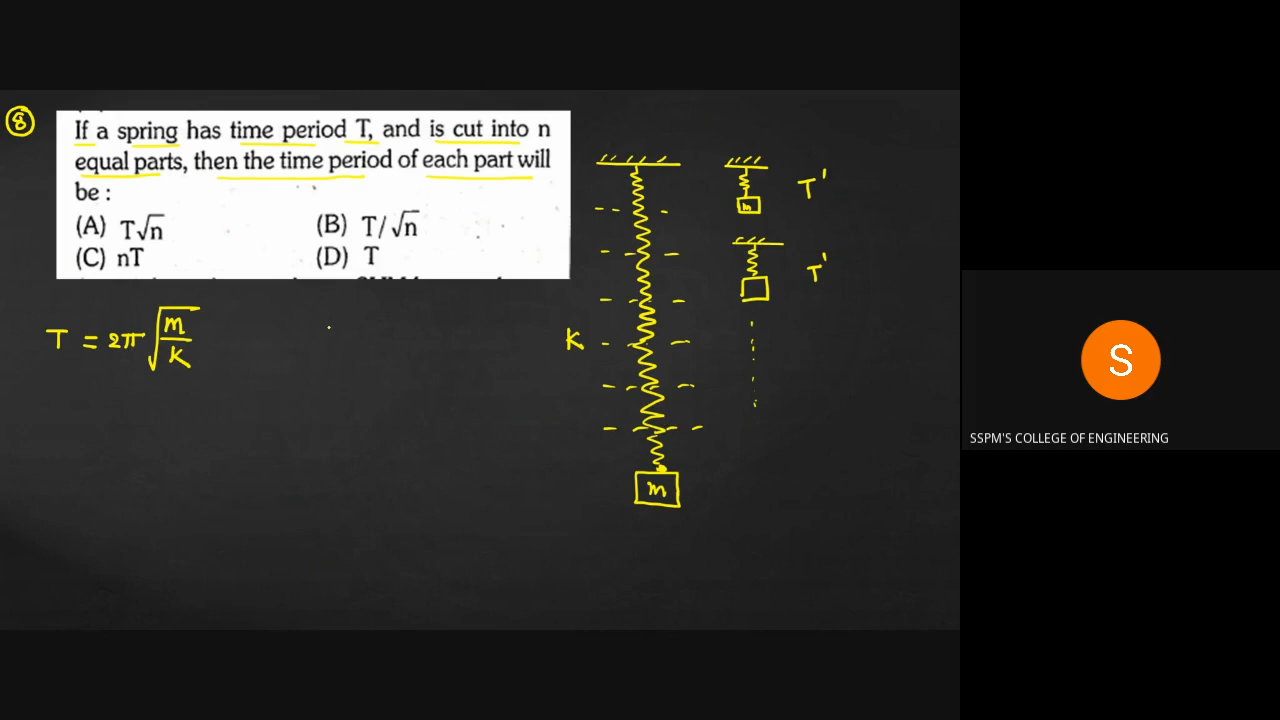 8
If a spring has time period T, and is cut into n
equal parts, then the time period of each part will
be :
(A) T√n (B) T/√n
(C) nT (D) T
T = 2π √(m/K)
K
m
m
T'
T'
S
SSPM'S COLLEGE OF ENGINEERING